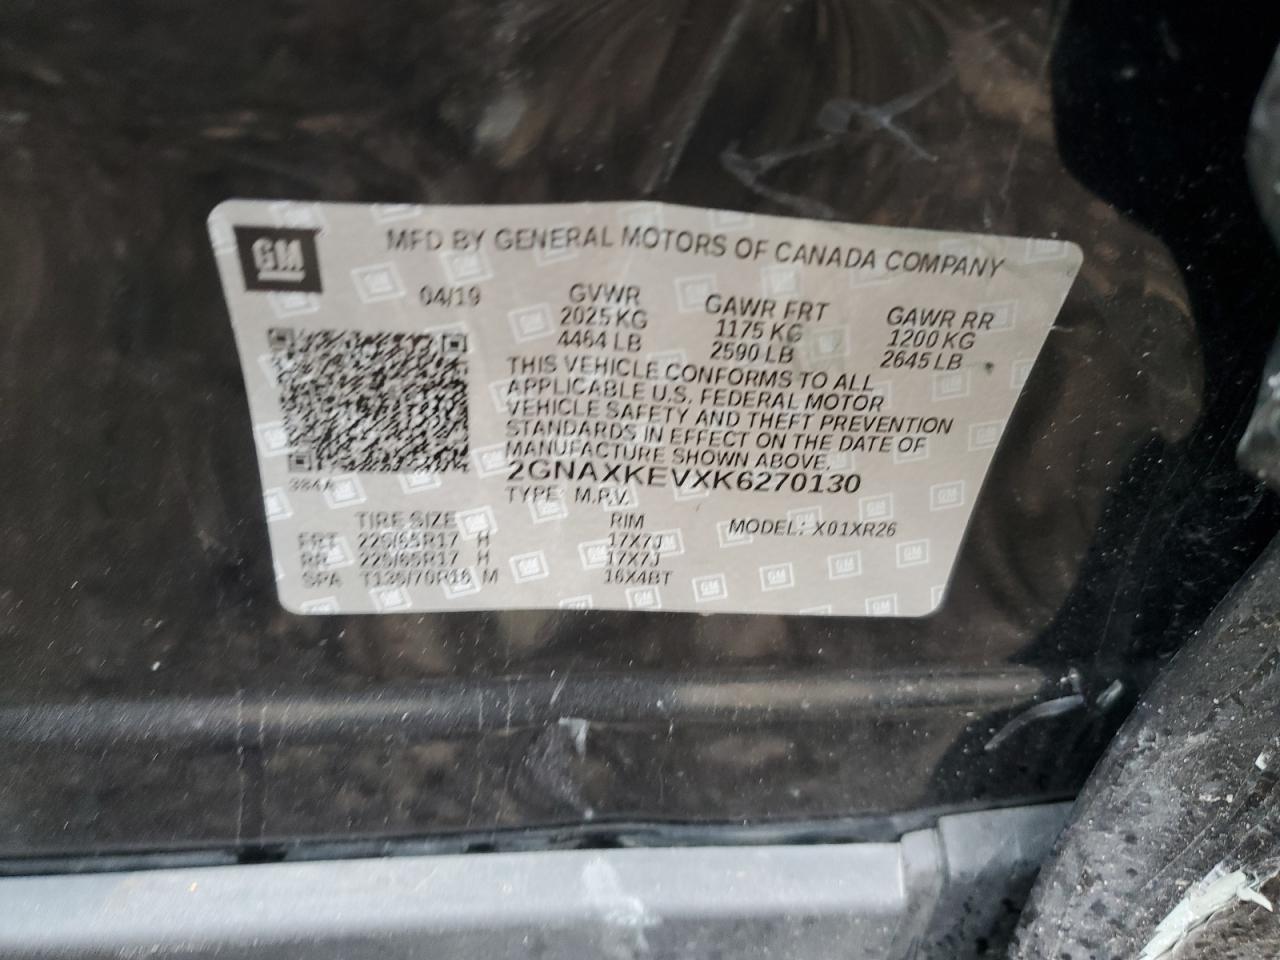 GM
MFD BY GENERAL MOTORS OF CANADA COMPANY
04/19
GVWR
2025 KG
4464 LB
GAWR FRT
1175 KG
2590 LB
GAWR RR
1200 KG
2645 LB
THIS VEHICLE CONFORMS TO ALL
APPLICABLE U.S. FEDERAL MOTOR
VEHICLE SAFETY AND THEFT PREVENTION
STANDARDS IN EFFECT ON THE DATE OF
MANUFACTURE SHOWN ABOVE.
2GNAXKEVXK6270130
TYPE: M.P.V.
384A
TIRE SIZE RIM MODEL: X01XR26
FRT 225/65R17 H 17X7J
RR 225/65R17 H 17X7J
SPA T135/70R16 M 16X4BT